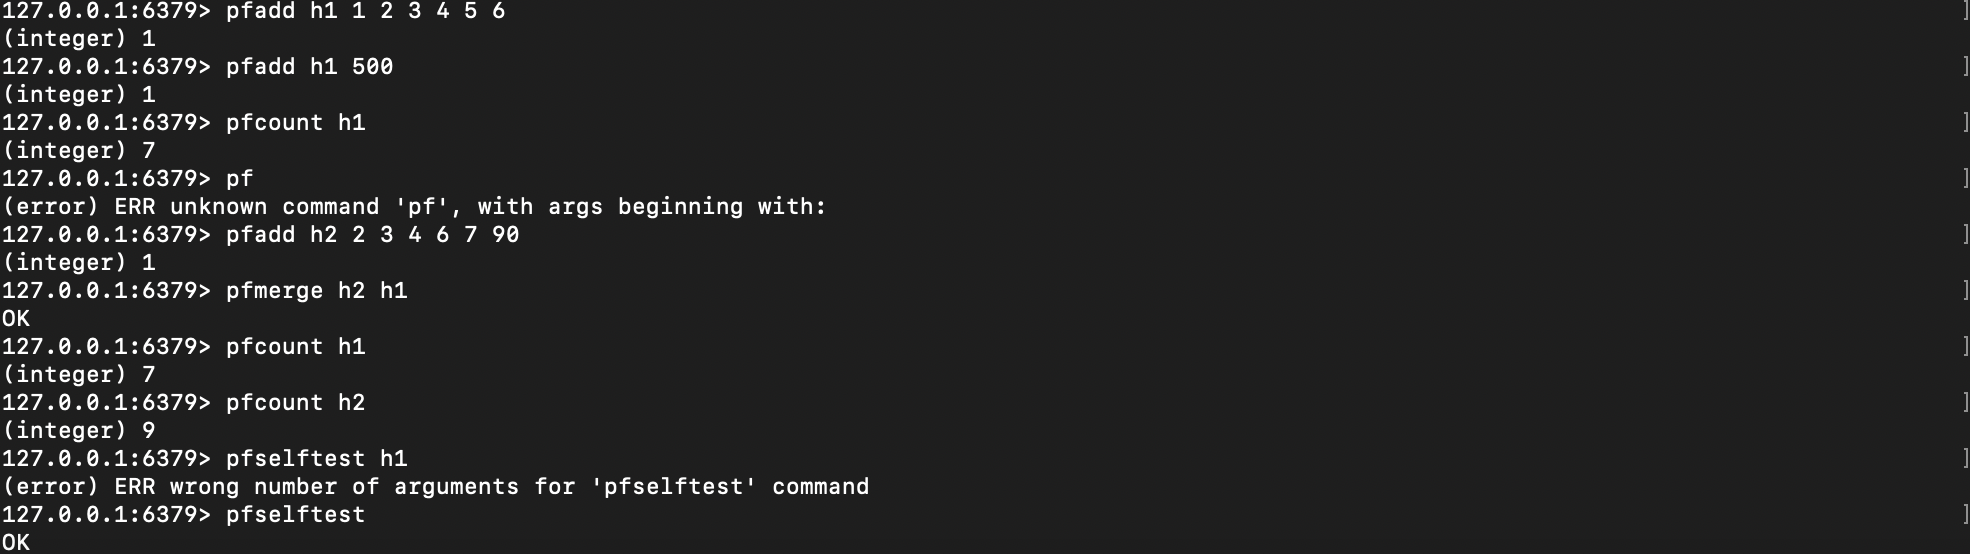 127.0.0.1:6379> pfadd h1 1 2 3 4 5 6
(integer) 1
127.0.0.1:6379> pfadd h1 500
(integer) 1
127.0.0.1:6379> pfcount h1
(integer) 7
127.0.0.1:6379> pf
(error) ERR unknown command 'pf', with args beginning with:
127.0.0.1:6379> pfadd h2 2 3 4 6 7 90
(integer) 1
127.0.0.1:6379> pfmerge h2 h1
OK
127.0.0.1:6379> pfcount h1
(integer) 7
127.0.0.1:6379> pfcount h2
(integer) 9
127.0.0.1:6379> pfselftest h1
(error) ERR wrong number of arguments for 'pfselftest' command
127.0.0.1:6379> pfselftest
OK